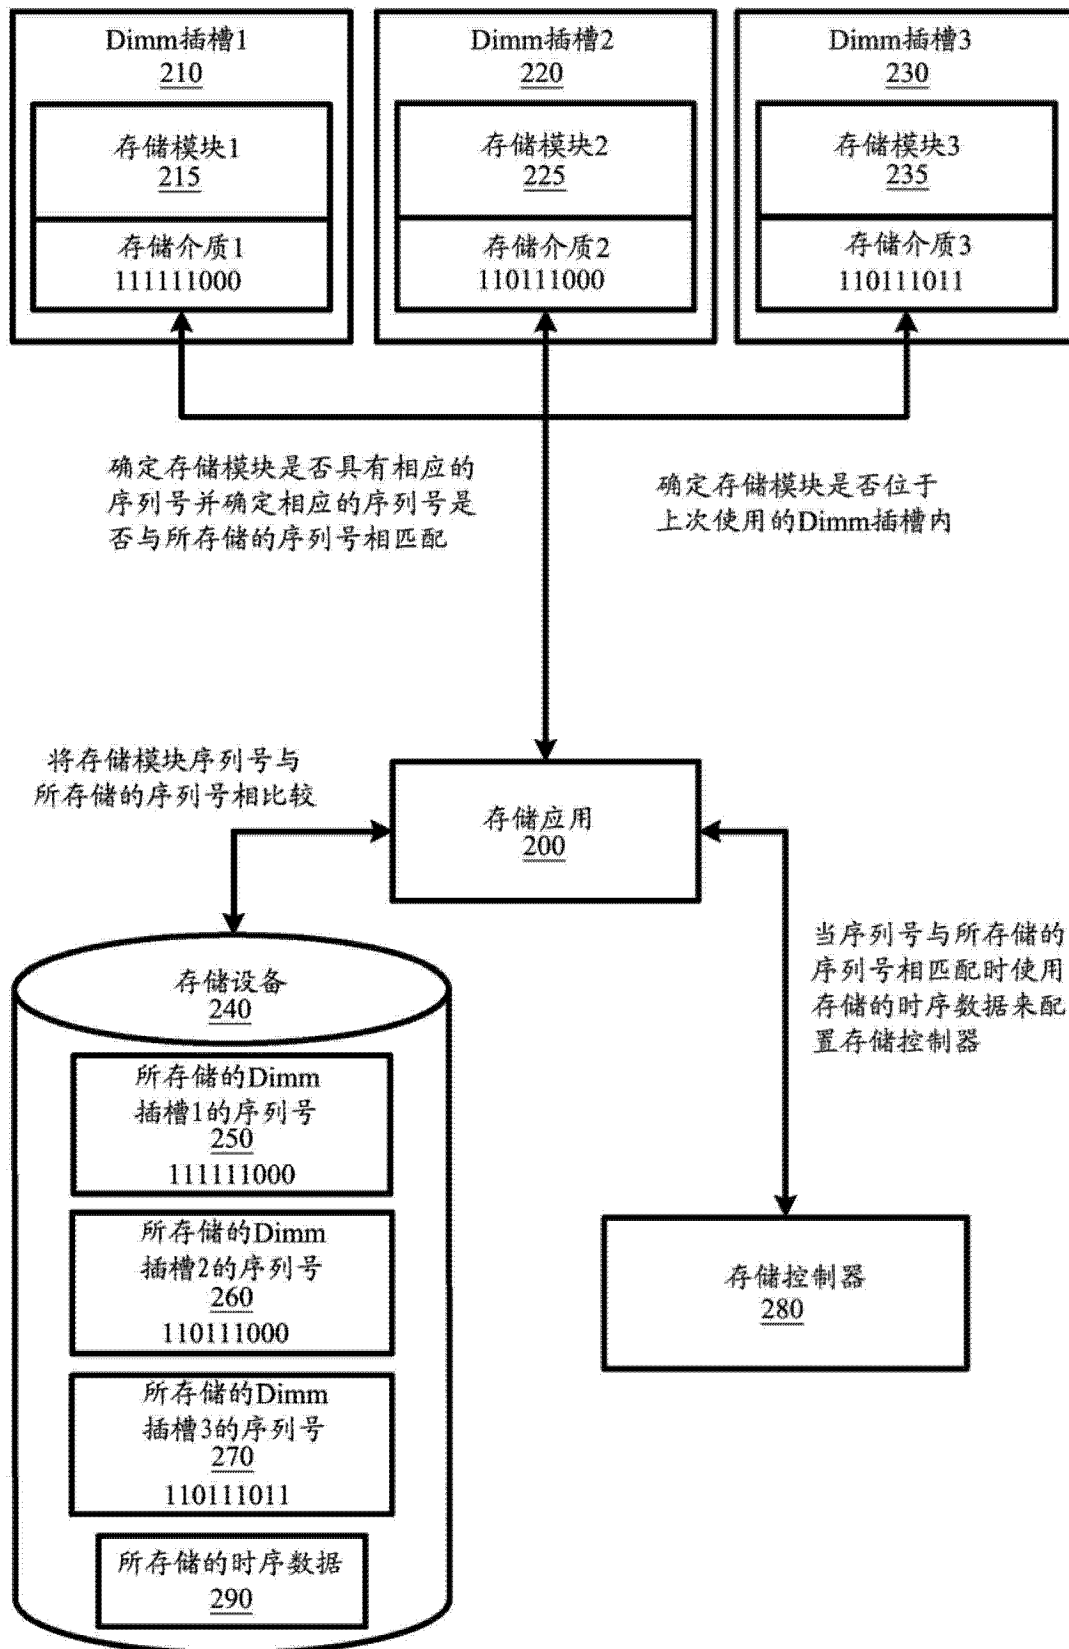 Dimm插槽1
210
存储模块1
215
存储介质1
111111000
Dimm插槽2
220
存储模块2
225
存储介质2
110111000
Dimm插槽3
230
存储模块3
235
存储介质3
110111011
确定存储模块是否具有相应的
序列号并确定相应的序列号是
否与所存储的序列号相匹配
确定存储模块是否位于
上次使用的Dimm插槽内
将存储模块序列号与
所存储的序列号相比较
存储应用
200
当序列号与所存储的
序列号相匹配时使用
存储的时序数据来配
置存储控制器
存储设备
240
所存储的Dimm
插槽1的序列号
250
111111000
所存储的Dimm
插槽2的序列号
260
110111000
所存储的Dimm
插槽3的序列号
270
110111011
所存储的时序数据
290
存储控制器
280